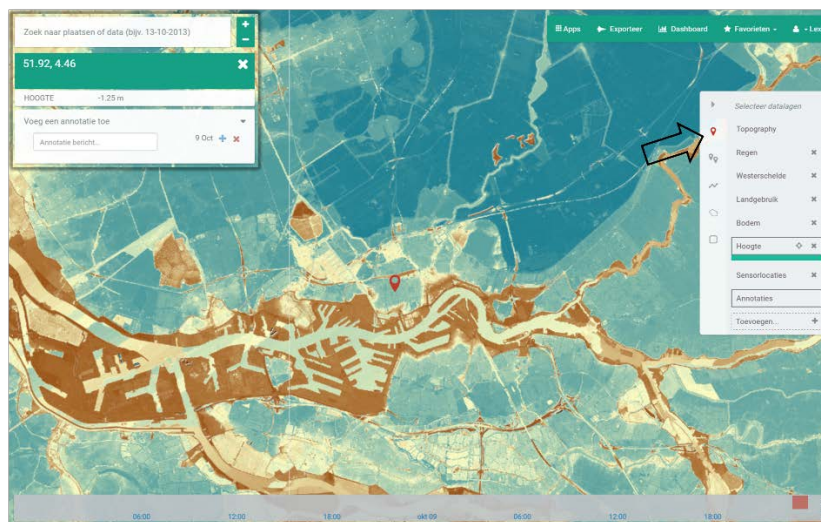 Zoek naar plaatsen of data (bijv. 13-10-2013)
+
-
51.92, 4.46
HOOGTE -1.25 m
Voeg een annotatie toe
Annotatie bericht...
9 Oct
Apps Exporteer Dashboard Favorieten
Selecteer datalagen
Topography
Regen
Westerschelde
Landgebruik
Bodem
Hoogte
Sensorlocaties
Annotaties
Toevoegen... +
06:00 12:00 18:00 okt 09 06:00 12:00 18:00